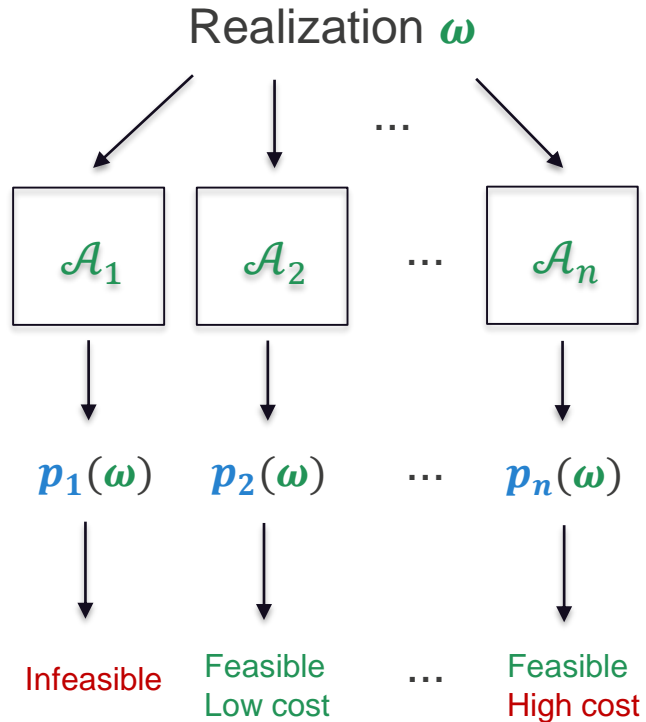 Realization ω
...
𝒜₁ 𝒜₂ ... 𝒜ₙ
p₁(ω) p₂(ω) ... pₙ(ω)
Infeasible Feasible Low cost ... Feasible High cost